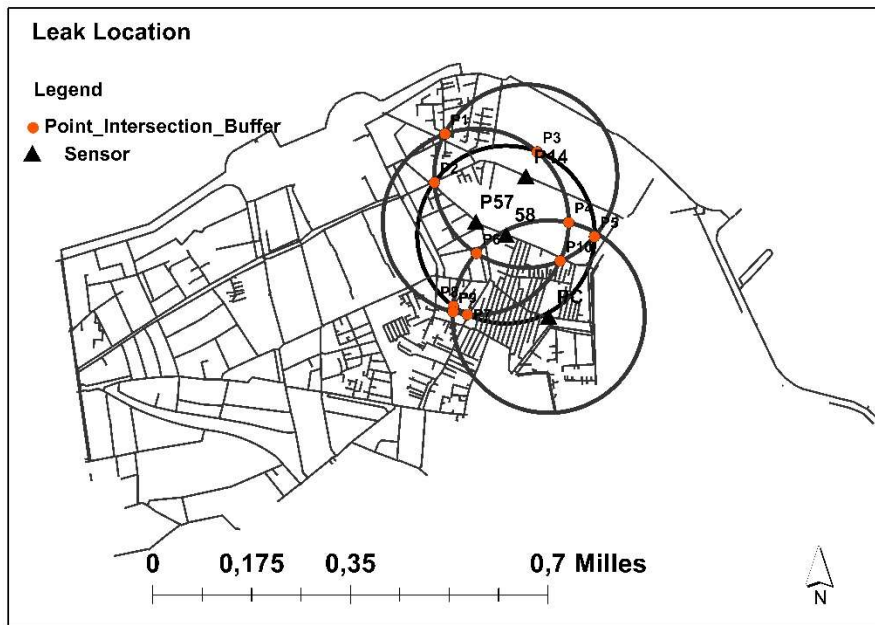 Leak Location
Legend
Point_Intersection_Buffer
Sensor
P1
P3
P14
P2
P57
58
P4
P5
P6
P10
P8
P9
P7
PC
0 0,175 0,35 0,7 Milles
N